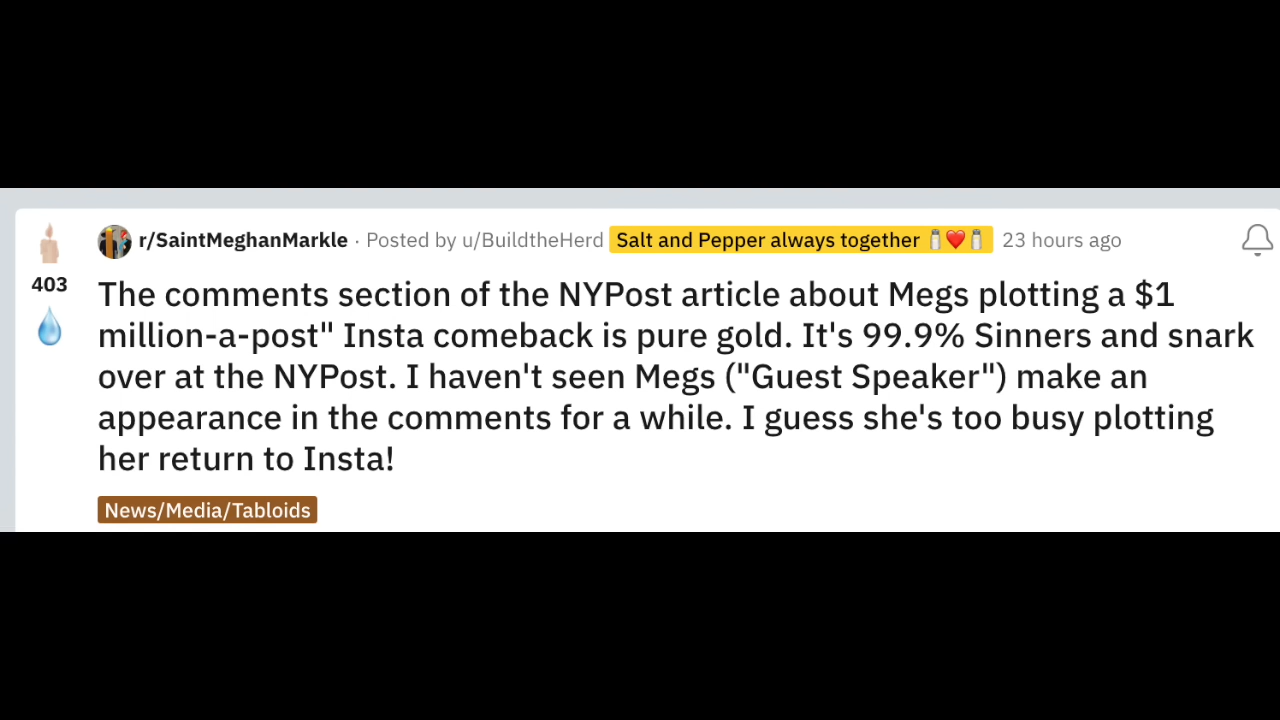 r/SaintMeghanMarkle · Posted by u/BuildtheHerd Salt and Pepper always together 🧂❤️🧂 23 hours ago
403
The comments section of the NYPost article about Megs plotting a $1
million-a-post" Insta comeback is pure gold. It's 99.9% Sinners and snark
over at the NYPost. I haven't seen Megs ("Guest Speaker") make an
appearance in the comments for a while. I guess she's too busy plotting
her return to Insta!
News/Media/Tabloids